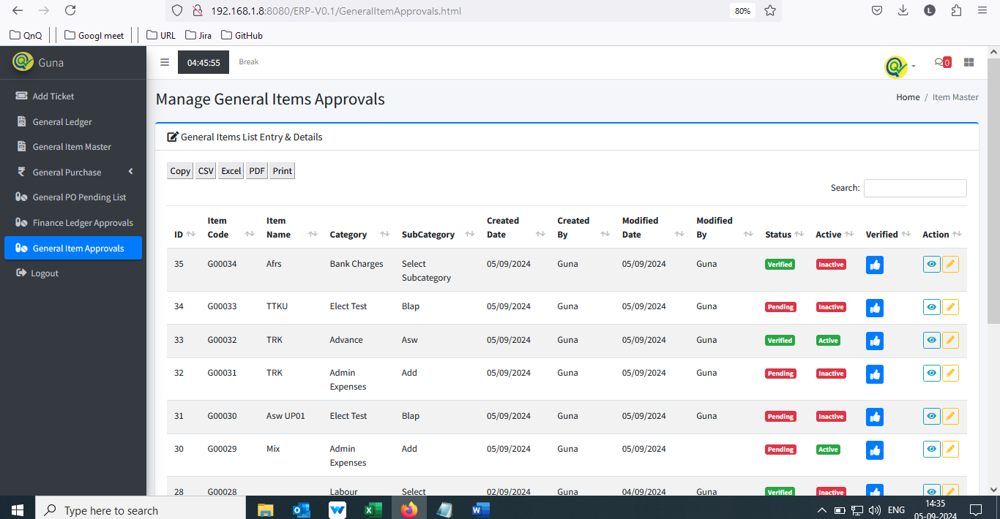 192.168.1.8:8080/ERP-V0.1/GeneralItemApprovals.html 80% L
QnQ Googl meet URL Jira GitHub
Guna 04:45:55 Break 0
Manage General Items Approvals Home / Item Master
Add Ticket
General Ledger
General Item Master
General Purchase
General PO Pending List
Finance Ledger Approvals
General Item Approvals
Logout
General Items List Entry & Details
Copy CSV Excel PDF Print
Search:
ID Item Code Item Name Category SubCategory Created Date Created By Modified Date Modified By Status Active Verified Action
35 G00034 Afrs Bank Charges Select Subcategory 05/09/2024 Guna 05/09/2024 Guna Verified Inactive
34 G00033 TTKU Elect Test Blap 05/09/2024 Guna 05/09/2024 Guna Pending Inactive
33 G00032 TRK Advance Asw 05/09/2024 Guna 05/09/2024 Guna Verified Active
32 G00031 TRK Admin Expenses Add 05/09/2024 Guna 05/09/2024 Guna Pending Inactive
31 G00030 Asw UP01 Elect Test Blap 05/09/2024 Guna 05/09/2024 Guna Pending Inactive
30 G00029 Mix Admin Expenses Add 05/09/2024 Guna 05/09/2024 Pending Active
28 G00028 Labour Select 02/09/2024 Guna 04/09/2024 Guna Verified Inactive
Type here to search
ENG 14:35
05-09-2024